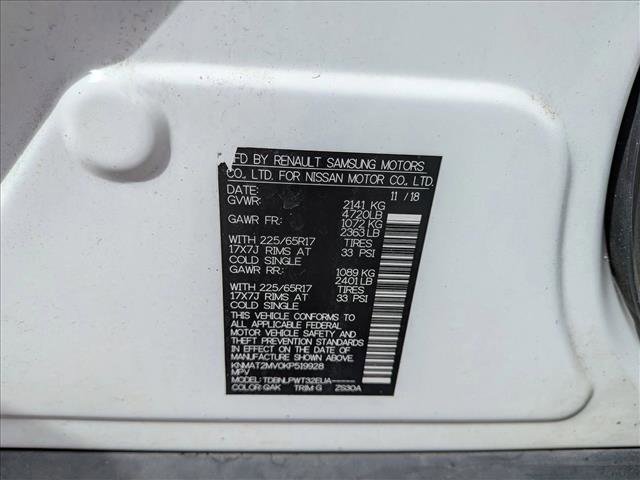 MFD BY RENAULT SAMSUNG MOTORS
CO., LTD. FOR NISSAN MOTOR CO., LTD.
DATE: 11 / 18
GVWR: 2141 KG
4720LB
GAWR FR: 1072 KG
2363 LB
WITH 225/65R17 TIRES
17X7J RIMS AT 33 PSI
COLD SINGLE
GAWR RR: 1089 KG
2401 LB
WITH 225/65R17 TIRES
17X7J RIMS AT 33 PSI
COLD SINGLE
THIS VEHICLE CONFORMS TO
ALL APPLICABLE FEDERAL
MOTOR VEHICLE SAFETY AND
THEFT PREVENTION STANDARDS
IN EFFECT ON THE DATE OF
MANUFACTURE SHOWN ABOVE.
KNMAT2MV0KP519928
MPV
MODEL: TDBNLPWT32EUA-----
COLOR: QAK TRIM: G ZS30A